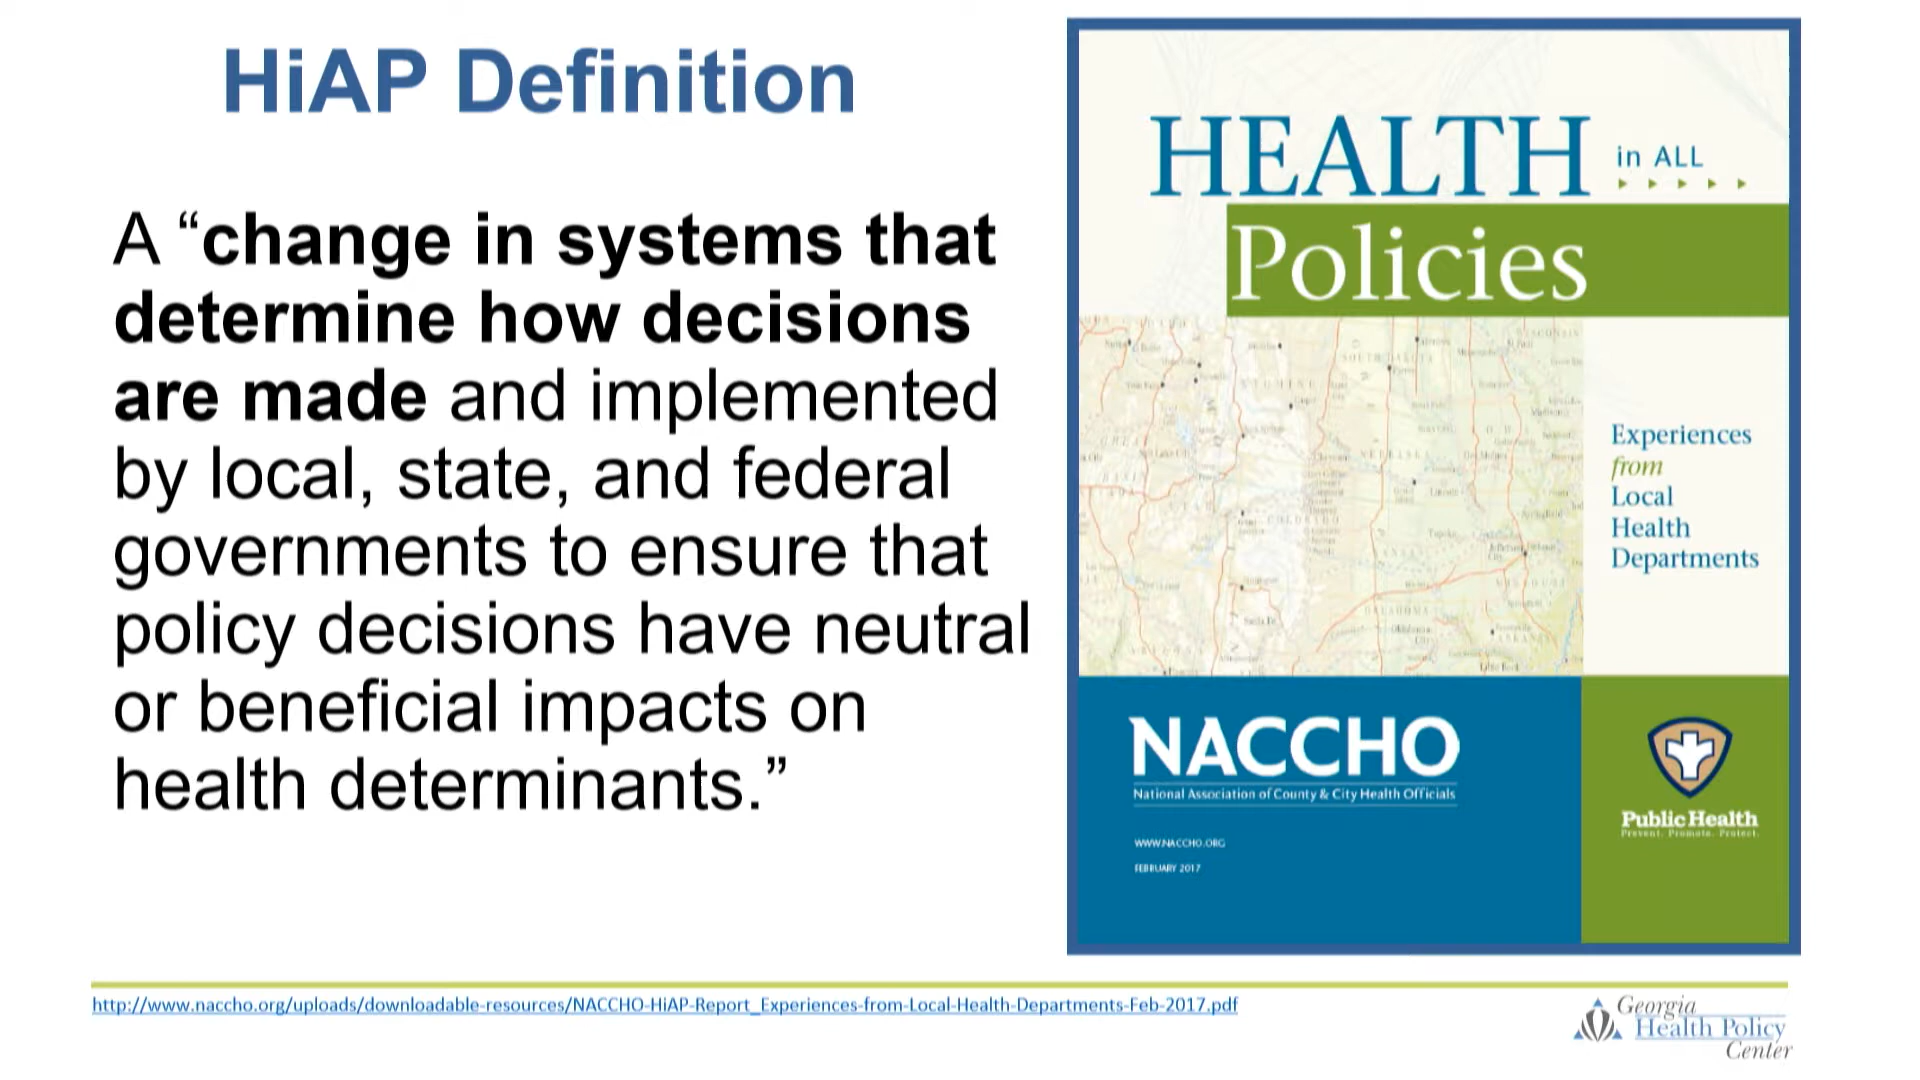 HiAP Definition
A “change in systems that
determine how decisions
are made and implemented
by local, state, and federal
governments to ensure that
policy decisions have neutral
or beneficial impacts on
health determinants.”
HEALTH in ALL
Policies
Experiences
from
Local
Health
Departments
NACCHO
National Association of County & City Health Officials
WWW.NACCHO.ORG
FEBRUARY 2017
Public Health
Prevent. Promote. Protect.
http://www.naccho.org/uploads/downloadable-resources/NACCHO-HiAP-Report_Experiences-from-Local-Health-Departments-Feb-2017.pdf
Georgia
Health Policy
Center